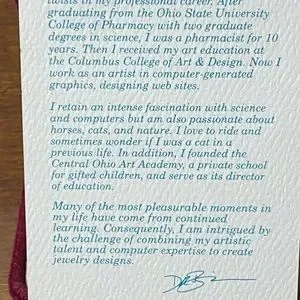 twists in my professional career. After
graduating from the Ohio State University
College of Pharmacy with two graduate
degrees in science, I was a pharmacist for 10
years. Then I received my art education at
the Columbus College of Art & Design. Now I
work as an artist in computer-generated
graphics, designing web sites.
I retain an intense fascination with science
and computers but am also passionate about
horses, cats, and nature. I love to ride and
sometimes wonder if I was a cat in a
previous life. In addition, I founded the
Central Ohio Art Academy, a private school
for gifted children, and serve as its director
of education.
Many of the most pleasurable moments in
my life have come from continued
learning. Consequently, I am intrigued by
the challenge of combining my artistic
talent and computer expertise to create
jewelry designs.